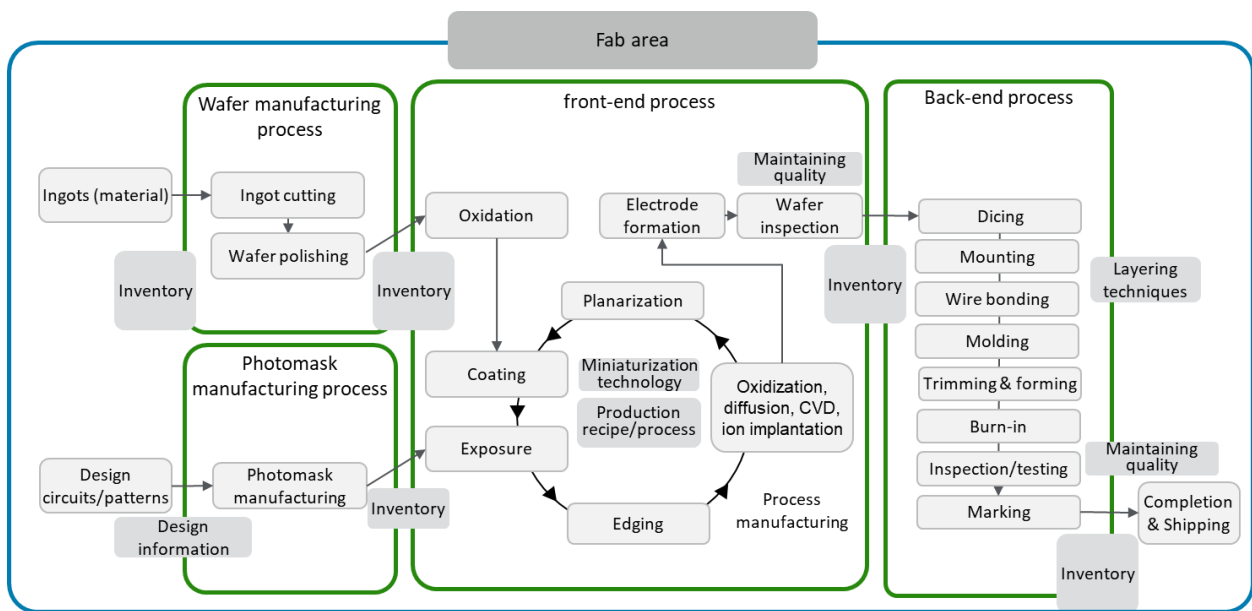 Fab area
Wafer manufacturing
process
Ingots (material)
Ingot cutting
Wafer polishing
Inventory
Inventory
Photomask
manufacturing process
Design
circuits/patterns
Photomask
manufacturing
Design
information
Inventory
front-end process
Oxidation
Electrode
formation
Maintaining
quality
Wafer
inspection
Planarization
Coating
Miniaturization
technology
Production
recipe/process
Oxidization,
diffusion, CVD,
ion implantation
Exposure
Edging
Process
manufacturing
Inventory
Back-end process
Dicing
Mounting
Wire bonding
Molding
Trimming & forming
Burn-in
Inspection/testing
Marking
Layering
techniques
Maintaining
quality
Completion
& Shipping
Inventory